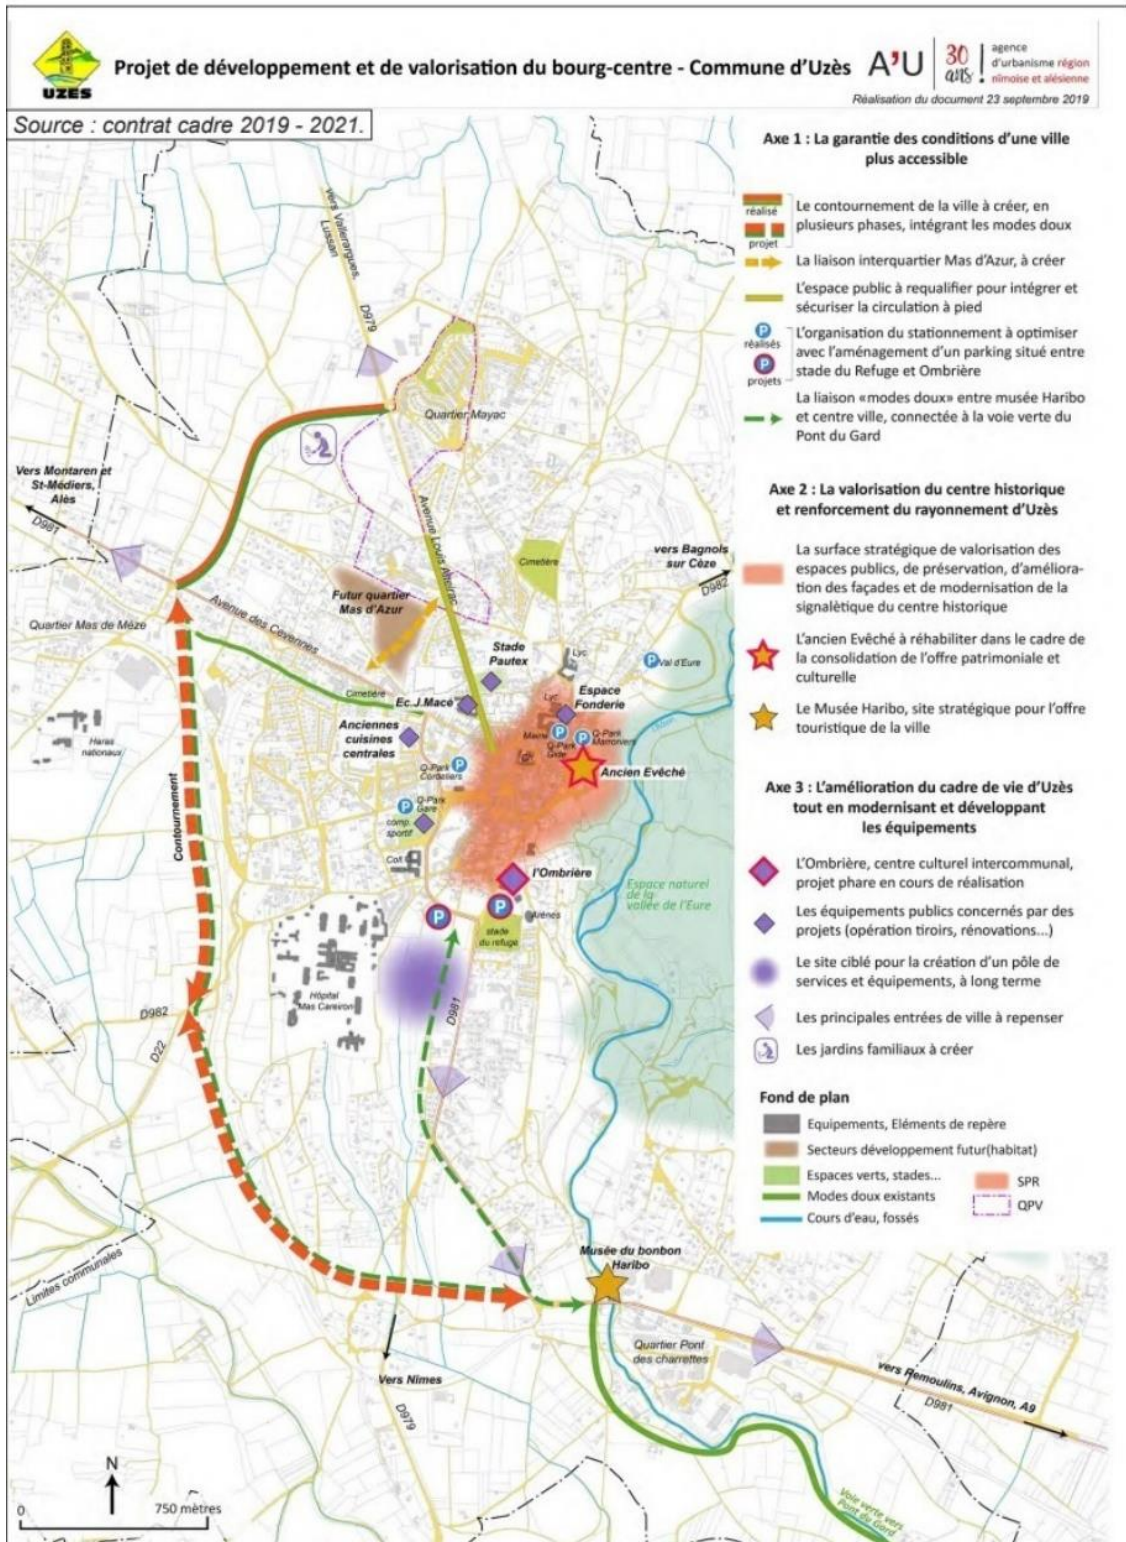 UZES
Projet de développement et de valorisation du bourg-centre - Commune d'Uzès
A'U
30 ans !
agence
d'urbanisme région
nîmoise et alésienne
Réalisation du document 23 septembre 2019
Source : contrat cadre 2019 - 2021.
Axe 1 : La garantie des conditions d'une ville
plus accessible
réalisé
projet
Le contournement de la ville à créer, en
plusieurs phases, intégrant les modes doux
La liaison interquartier Mas d'Azur, à créer
L'espace public à requalifier pour intégrer et
sécuriser la circulation à pied
P
réalisés
P
projets
L'organisation du stationnement à optimiser
avec l'aménagement d'un parking situé entre
stade du Refuge et Ombrière
La liaison «modes doux» entre musée Haribo
et centre ville, connectée à la voie verte du
Pont du Gard
Axe 2 : La valorisation du centre historique
et renforcement du rayonnement d'Uzès
La surface stratégique de valorisation des
espaces publics, de préservation, d'améliora-
tion des façades et de modernisation de la
signalètique du centre historique
L'ancien Evêché à réhabiliter dans le cadre de
la consolidation de l'offre patrimoniale et
culturelle
Le Musée Haribo, site stratégique pour l'offre
touristique de la ville
Axe 3 : L'amélioration du cadre de vie d'Uzès
tout en modernisant et développant
les équipements
L'Ombrière, centre culturel intercommunal,
projet phare en cours de réalisation
Les équipements publics concernés par des
projets (opération tiroirs, rénovations...)
Le site ciblé pour la création d'un pôle de
services et équipements, à long terme
Les principales entrées de ville à repenser
Les jardins familiaux à créer
Fond de plan
Equipements, Eléments de repère
Secteurs développement futur(habitat)
Espaces verts, stades...
Modes doux existants
Cours d'eau, fossés
SPR
QPV
vers Vallerargues,
Lussan
D979
Quartier Mayac
Vers Montaren et
St-Médiers,
Alès
D981
Avenue Louis Alteirac
Cimetière
vers Bagnols
sur Cèze
D982
Futur quartier
Mas d'Azur
Avenue des Cévennes
Quartier Mas de Mèze
Stade
Pautex
Lyc
P
Val d'Eure
Cimetière
Ec.J.Macé
Espace
Fonderie
Lyc
Anciennes
cuisines
centrales
Mairie
P
P
Q-Park
Gide
Q-Park
Marronniers
Haras
nationaux
Q-Park
Cordeliers
P
Ancien Evêché
Contournement
Q-Park
Gare
P
comp.
sportif
Coll
l'Ombrière
Espace naturel
de la
vallée de l'Eure
P
P
Arènes
stade
du refuge
Hôpital
Mas Careiron
D981
D982
D22
Limites communales
Musée du bonbon
Haribo
Quartier Pont
des charrettes
Vers Nîmes
D979
vers Remoulins, Avignon, A9
D981
Voie verte vers
Pont du Gard
N
0
750 mètres